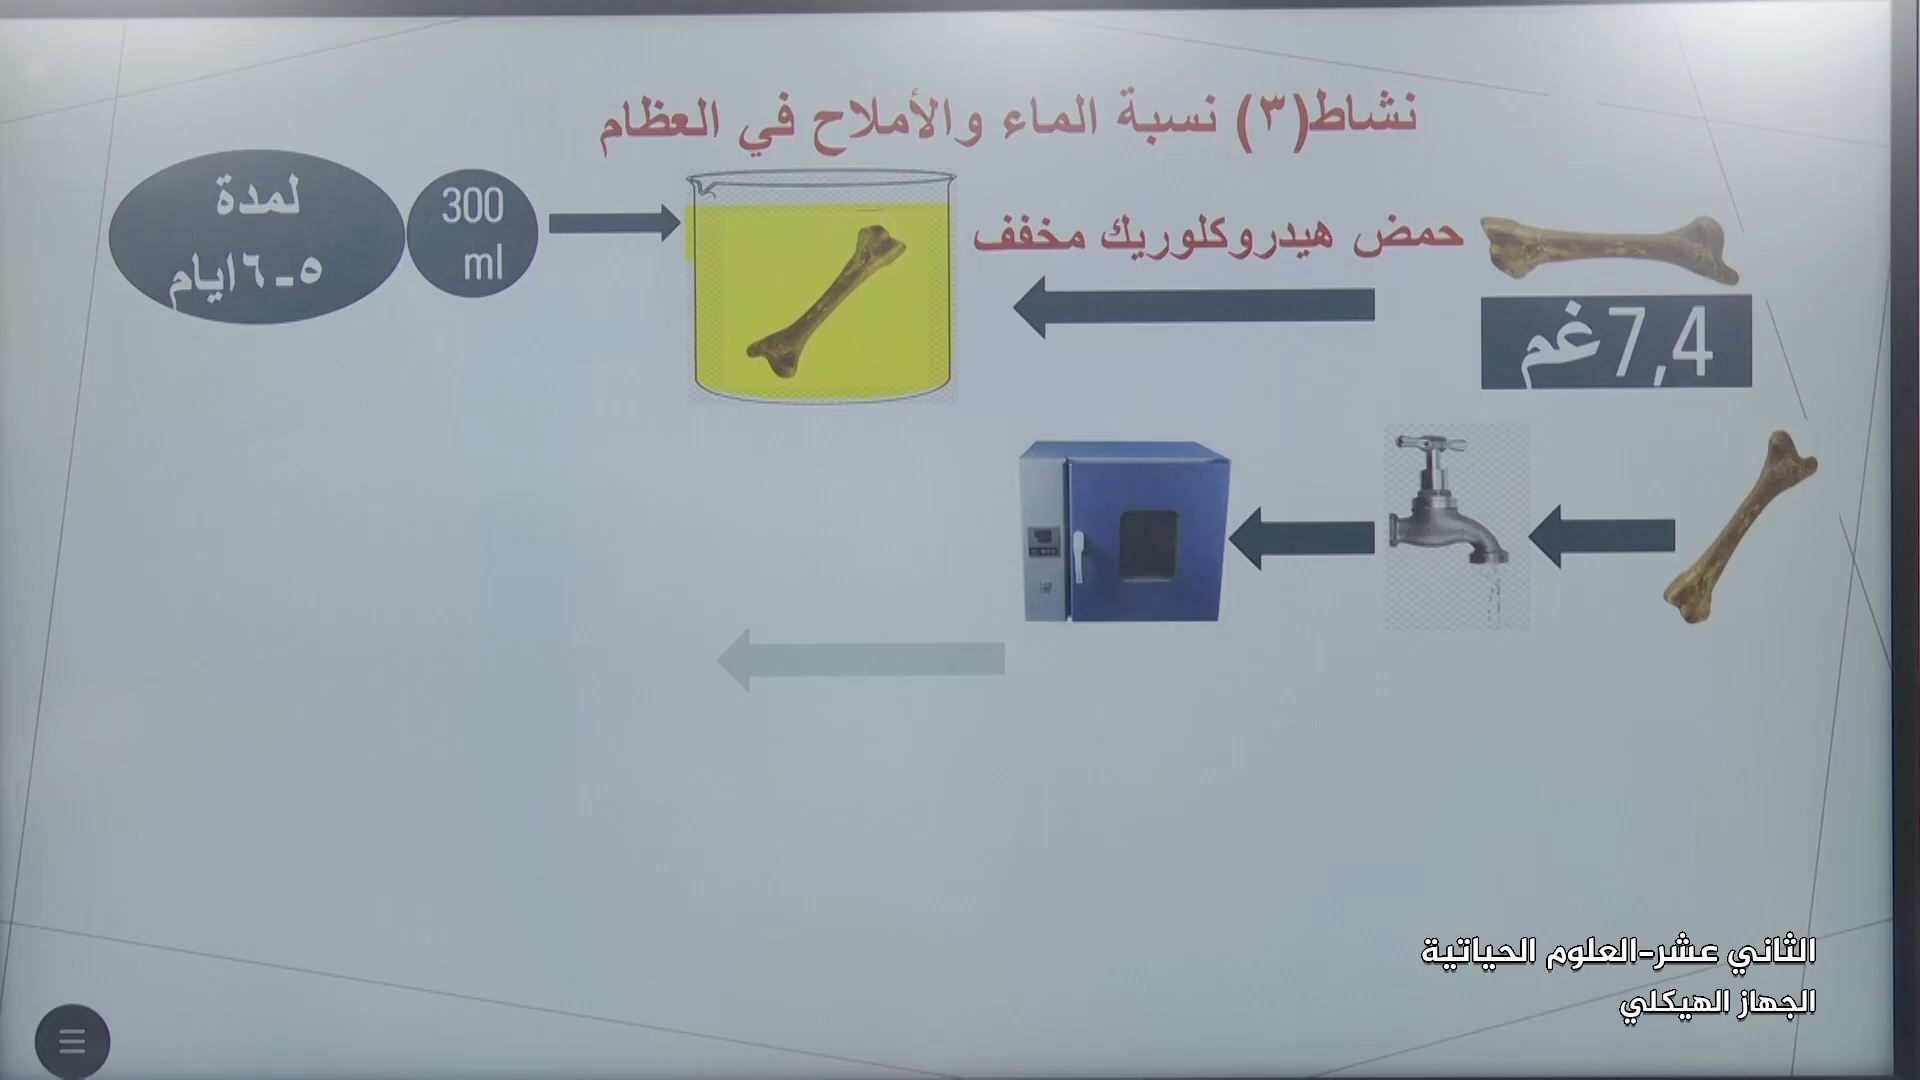 نشاط(٣) نسبة الماء والأملاح في العظام
حمض هيدروكلوريك مخفف
7,4غم
300
ml
لمدة
٥-٦ايام
الثاني عشر-العلوم الحياتية
الجهاز الهيكلي